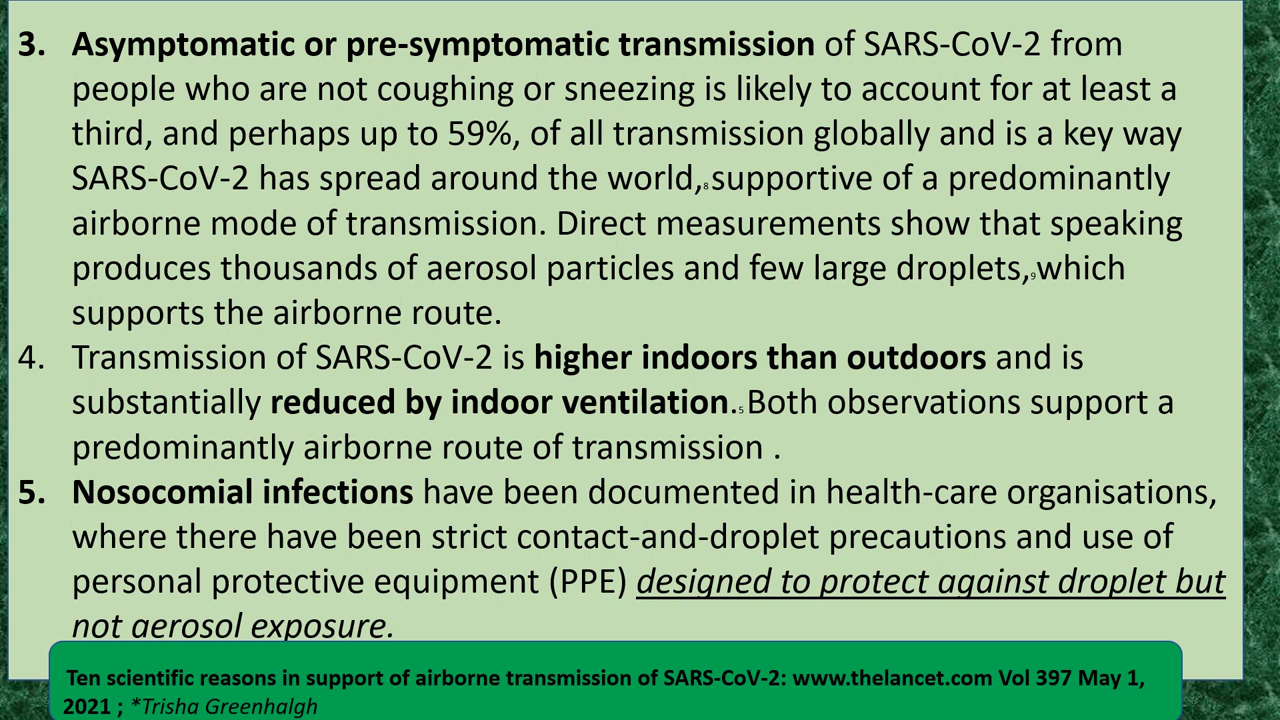 3. Asymptomatic or pre-symptomatic transmission of SARS-CoV-2 from
people who are not coughing or sneezing is likely to account for at least a
third, and perhaps up to 59%, of all transmission globally and is a key way
SARS-CoV-2 has spread around the world,8supportive of a predominantly
airborne mode of transmission. Direct measurements show that speaking
produces thousands of aerosol particles and few large droplets,9which
supports the airborne route.
4. Transmission of SARS-CoV-2 is higher indoors than outdoors and is
substantially reduced by indoor ventilation.5Both observations support a
predominantly airborne route of transmission .
5. Nosocomial infections have been documented in health-care organisations,
where there have been strict contact-and-droplet precautions and use of
personal protective equipment (PPE) designed to protect against droplet but
not aerosol exposure.
Ten scientific reasons in support of airborne transmission of SARS-CoV-2: www.thelancet.com Vol 397 May 1,
2021 ; *Trisha Greenhalgh